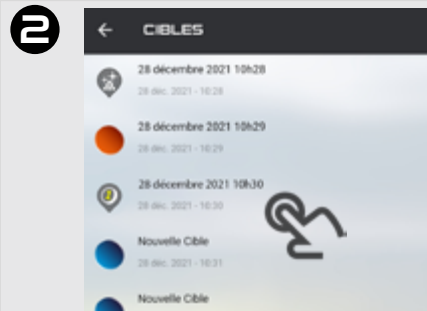 2
CIBLES
28 décembre 2021 10h28
28 déc. 2021 - 10:28
28 décembre 2021 10h29
28 déc. 2021 - 10:29
28 décembre 2021 10h30
28 déc. 2021 - 10:30
Nouvelle Cible
28 déc. 2021 - 10:31
Nouvelle Cible